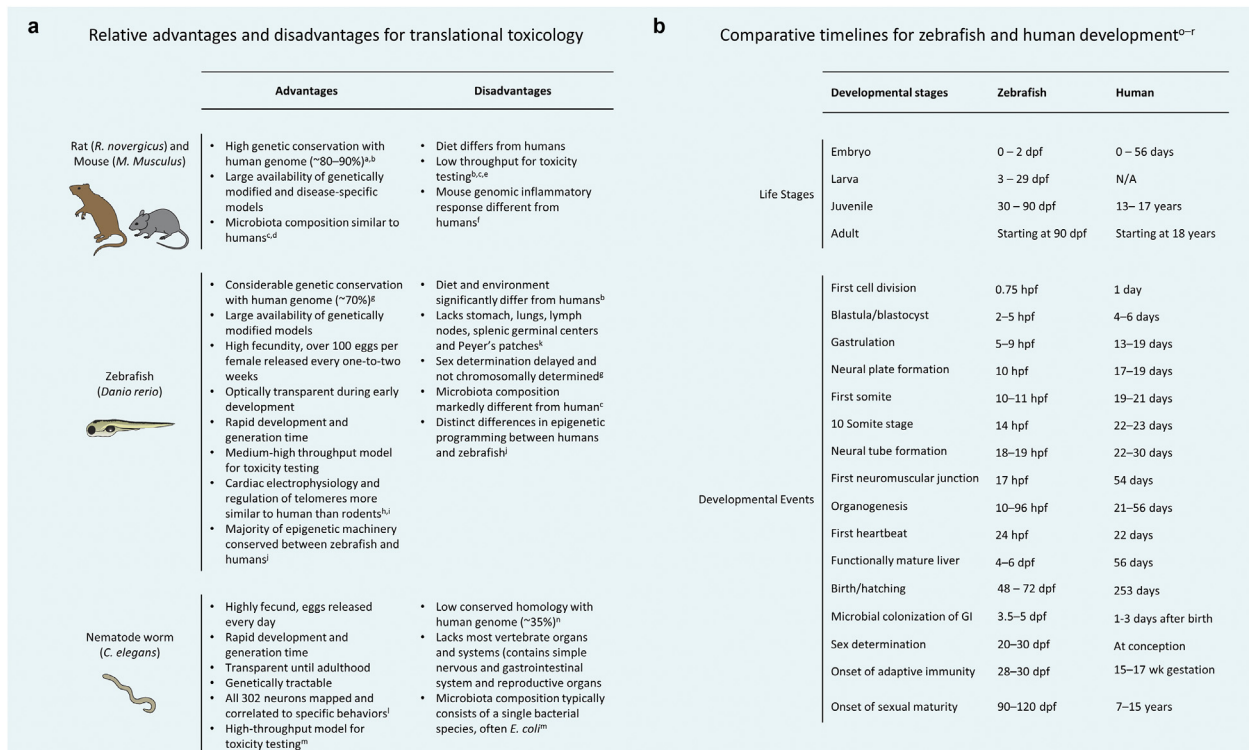 a
Relative advantages and disadvantages for translational toxicology
Advantages
Disadvantages
Rat (R. novergicus) and
Mouse (M. Musculus)
• High genetic conservation with
human genome (~80–90%)a,b
• Large availability of genetically
modified and disease-specific
models
• Microbiota composition similar to
humansc,d
• Diet differs from humans
• Low throughput for toxicity
testingb,c,e
• Mouse genomic inflammatory
response different from
humansf
Zebrafish
(Danio rerio)
• Considerable genetic conservation
with human genome (~70%)g
• Large availability of genetically
modified models
• High fecundity, over 100 eggs per
female released every one-to-two
weeks
• Optically transparent during early
development
• Rapid development and
generation time
• Medium-high throughput model
for toxicity testing
• Cardiac electrophysiology and
regulation of telomeres more
similar to human than rodentsh,i
• Majority of epigenetic machinery
conserved between zebrafish and
humansj
• Diet and environment
significantly differ from humansb
• Lacks stomach, lungs, lymph
nodes, splenic germinal centers
and Peyer's patchesk
• Sex determination delayed and
not chromosomally determinedg
• Microbiota composition
markedly different from humanc
• Distinct differences in epigenetic
programming between humans
and zebrafishj
Nematode worm
(C. elegans)
• Highly fecund, eggs released
every day
• Rapid development and
generation time
• Transparent until adulthood
• Genetically tractable
• All 302 neurons mapped and
correlated to specific behaviorsl
• High-throughput model for
toxicity testingm
• Low conserved homology with
human genome (~35%)n
• Lacks most vertebrate organs
and systems (contains simple
nervous and gastrointestinal
system and reproductive organs
• Microbiota composition typically
consists of a single bacterial
species, often E. colim
b
Comparative timelines for zebrafish and human developmento–r
Developmental stages Zebrafish Human
Life Stages
Embryo 0 – 2 dpf 0 – 56 days
Larva 3 – 29 dpf N/A
Juvenile 30 – 90 dpf 13– 17 years
Adult Starting at 90 dpf Starting at 18 years
Developmental Events
First cell division 0.75 hpf 1 day
Blastula/blastocyst 2–5 hpf 4–6 days
Gastrulation 5–9 hpf 13–19 days
Neural plate formation 10 hpf 17–19 days
First somite 10–11 hpf 19–21 days
10 Somite stage 14 hpf 22–23 days
Neural tube formation 18–19 hpf 22–30 days
First neuromuscular junction 17 hpf 54 days
Organogenesis 10–96 hpf 21–56 days
First heartbeat 24 hpf 22 days
Functionally mature liver 4–6 dpf 56 days
Birth/hatching 48 – 72 dpf 253 days
Microbial colonization of GI 3.5–5 dpf 1-3 days after birth
Sex determination 20–30 dpf At conception
Onset of adaptive immunity 28–30 dpf 15–17 wk gestation
Onset of sexual maturity 90–120 dpf 7–15 years